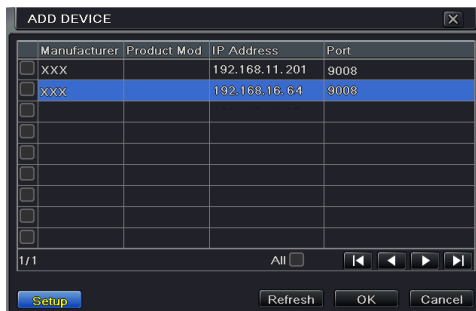 ADD DEVICE
Manufacturer Product Mod IP Address Port
XXX 192.168.11.201 9008
XXX 192.168.16.64 9008
1/1 All
Setup Refresh OK Cancel